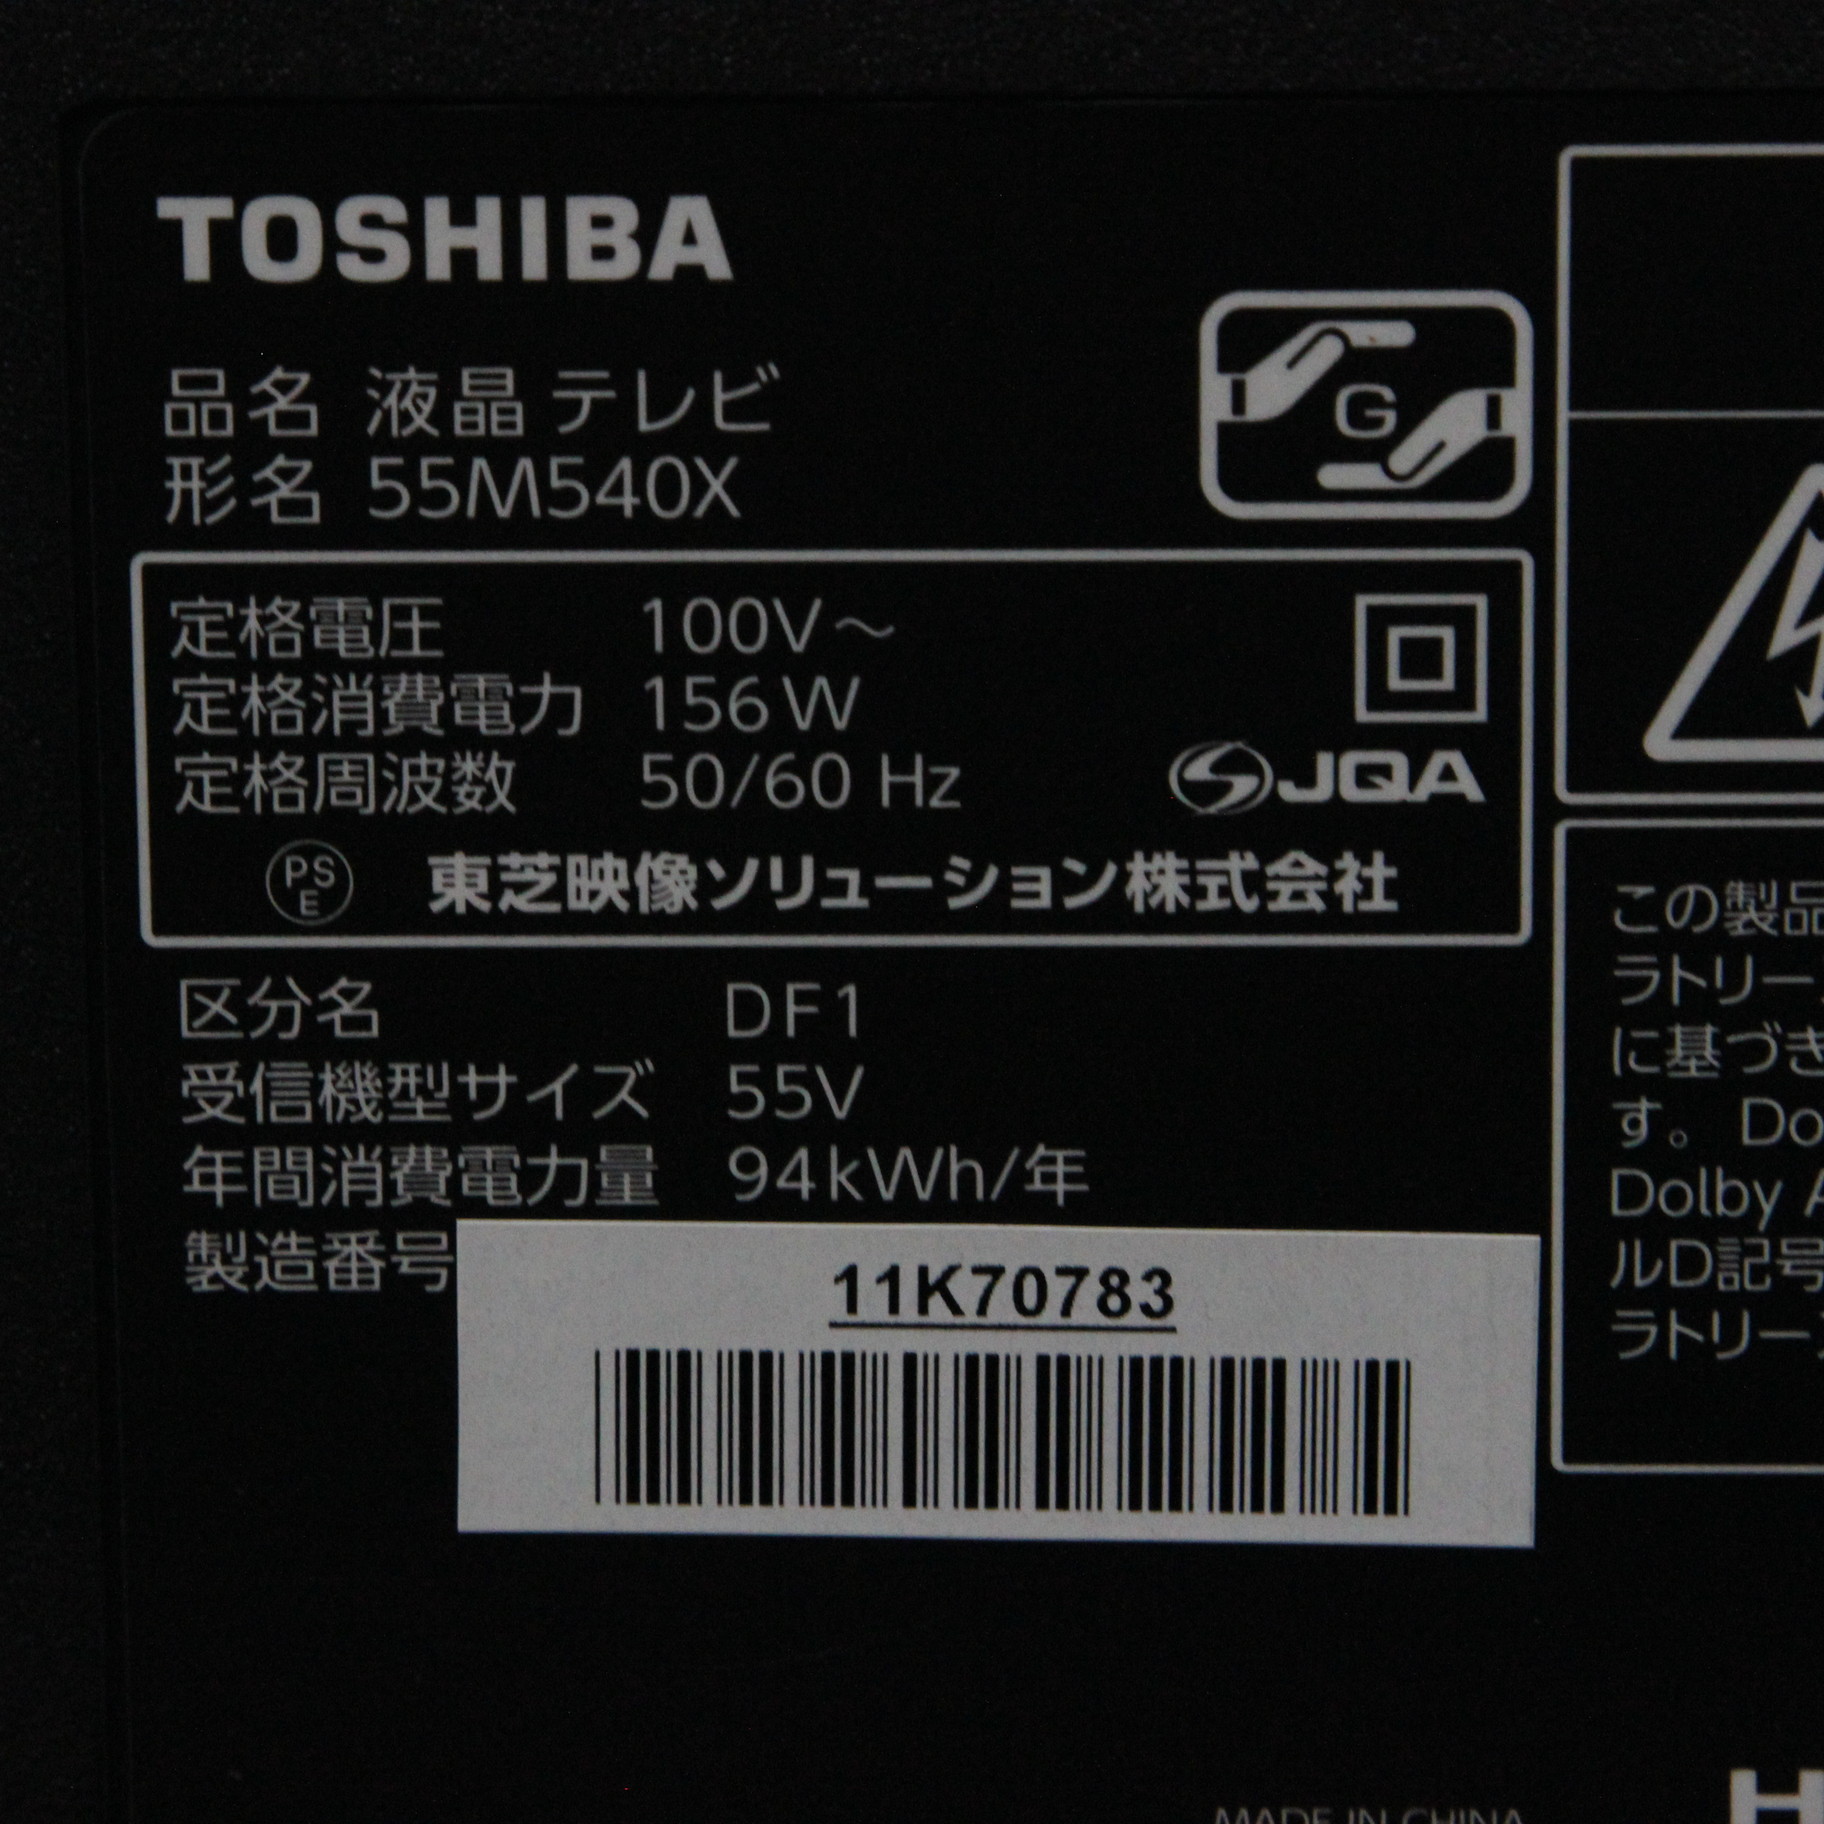 TOSHIBA
品名 液晶 テレビ
形名 55M540X
G
定格電圧 100V～
定格消費電力 156W
定格周波数 50/60 Hz
JQA
PS
E
東芝映像ソリューション株式会社
区分名 DF1
受信機型サイズ 55V
年間消費電力量 94kWh/年
製造番号
11K70783
この製品
ラトリー
に基づき
す。 Do
Dolby A
ルD記号
ラトリー
MADE IN CHINA
H